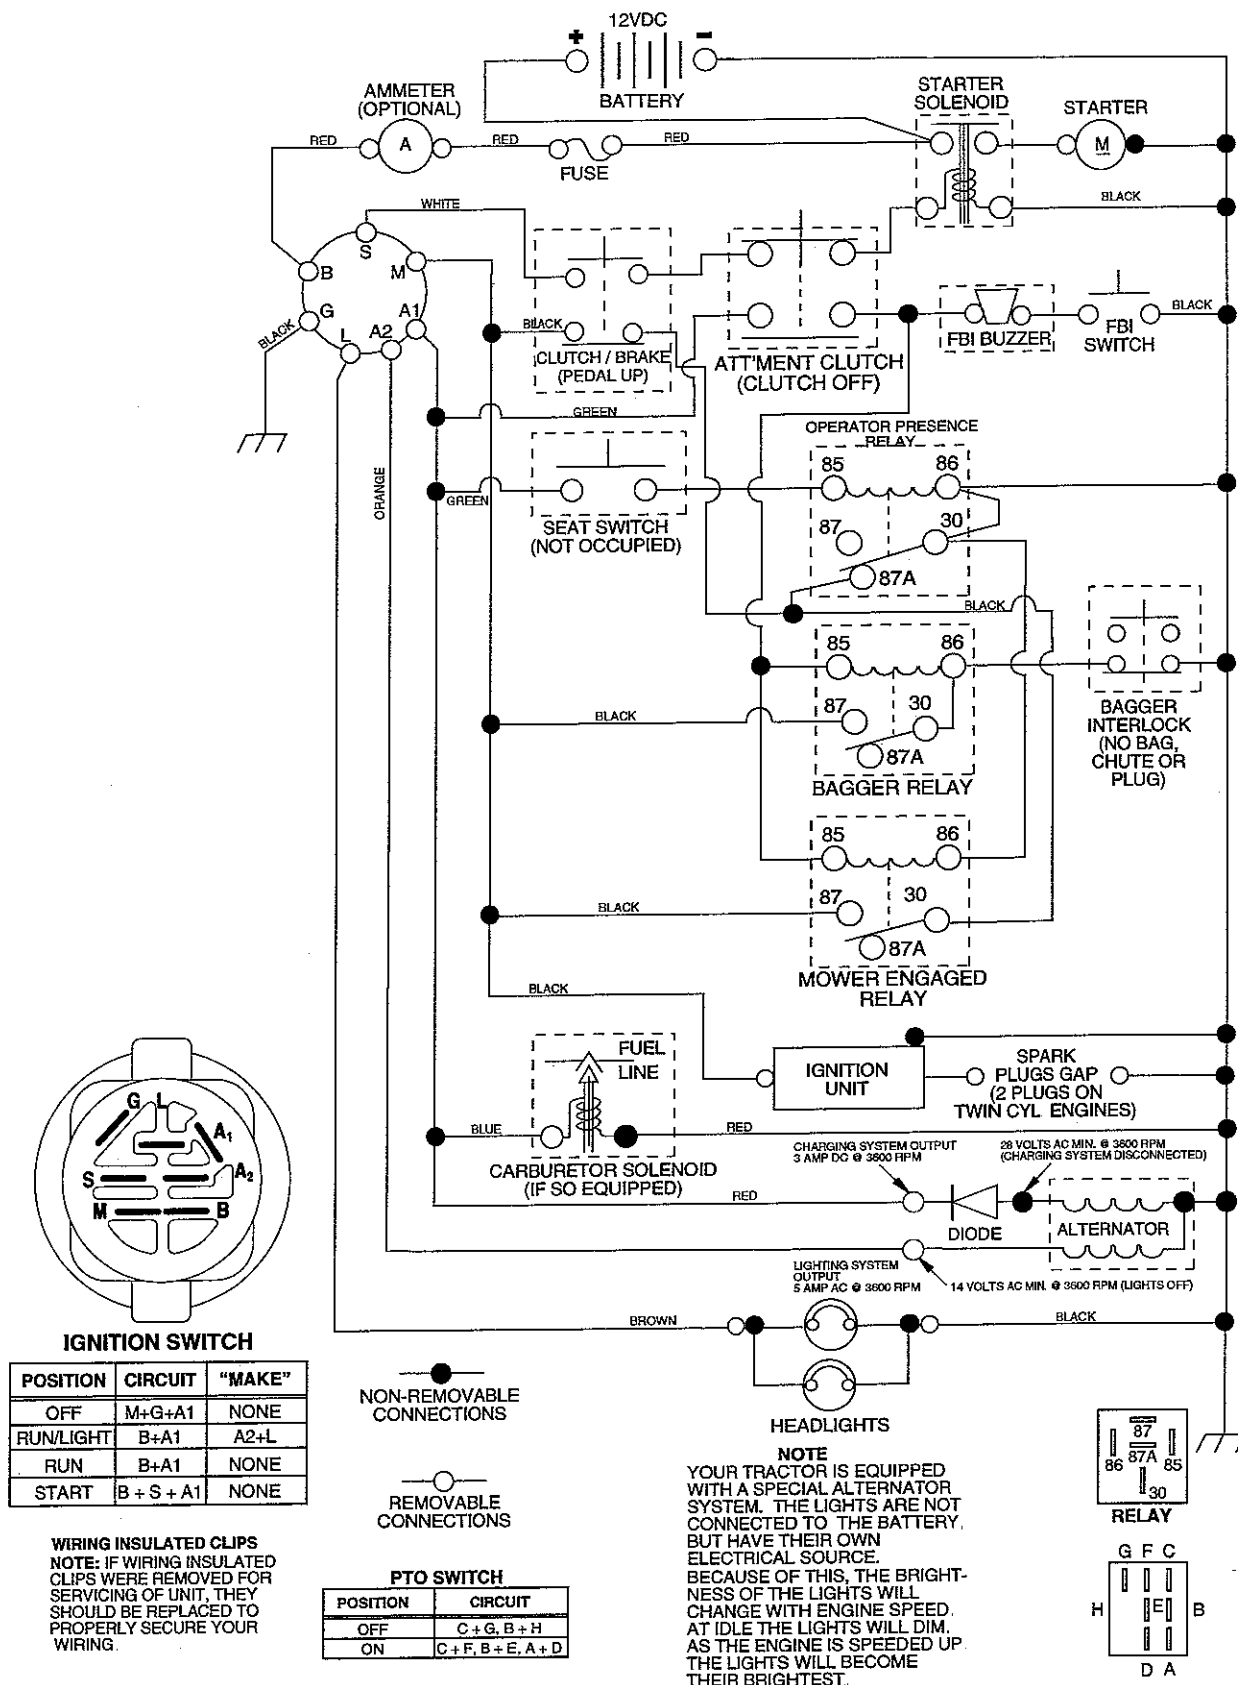 12VDC
+
-
BATTERY
AMMETER
(OPTIONAL)
STARTER
SOLENOID
STARTER
RED
A
RED
FUSE
RED
M
BLACK
WHITE
S
B
M
G
A1
L
A2
BLACK
BLACK
CLUTCH / BRAKE
(PEDAL UP)
ATT'MENT CLUTCH
(CLUTCH OFF)
FBI BUZZER
FBI
SWITCH
BLACK
GREEN
OPERATOR PRESENCE
RELAY
85
86
ORANGE
GREEN
SEAT SWITCH
(NOT OCCUPIED)
87
30
87A
BLACK
85
86
87
30
87A
BLACK
BAGGER RELAY
BAGGER
INTERLOCK
(NO BAG,
CHUTE OR
PLUG)
85
86
87
30
87A
BLACK
MOWER ENGAGED
RELAY
BLACK
FUEL
LINE
IGNITION
UNIT
SPARK
PLUGS GAP
(2 PLUGS ON
TWIN CYL. ENGINES)
BLUE
RED
CARBURETOR SOLENOID
(IF SO EQUIPPED)
CHARGING SYSTEM OUTPUT
3 AMP DC @ 3600 RPM
28 VOLTS AC MIN. @ 3600 RPM
(CHARGING SYSTEM DISCONNECTED)
RED
DIODE
ALTERNATOR
LIGHTING SYSTEM
OUTPUT
5 AMP AC @ 3600 RPM
14 VOLTS AC MIN. @ 3600 RPM (LIGHTS OFF)
BROWN
BLACK
HEADLIGHTS
G L
A1
A2
S
M
B
IGNITION SWITCH
POSITION CIRCUIT "MAKE"
OFF M+G+A1 NONE
RUN/LIGHT B+A1 A2+L
RUN B+A1 NONE
START B + S + A1 NONE
NON-REMOVABLE
CONNECTIONS
REMOVABLE
CONNECTIONS
WIRING INSULATED CLIPS
NOTE: IF WIRING INSULATED
CLIPS WERE REMOVED FOR
SERVICING OF UNIT, THEY
SHOULD BE REPLACED TO
PROPERLY SECURE YOUR
WIRING.
PTO SWITCH
POSITION CIRCUIT
OFF C+G, B+H
ON C+F, B+E, A+D
NOTE
YOUR TRACTOR IS EQUIPPED
WITH A SPECIAL ALTERNATOR
SYSTEM. THE LIGHTS ARE NOT
CONNECTED TO THE BATTERY,
BUT HAVE THEIR OWN
ELECTRICAL SOURCE.
BECAUSE OF THIS, THE BRIGHT-
NESS OF THE LIGHTS WILL
CHANGE WITH ENGINE SPEED.
AT IDLE THE LIGHTS WILL DIM.
AS THE ENGINE IS SPEEDED UP
THE LIGHTS WILL BECOME
THEIR BRIGHTEST.
87
86 87A 85
30
RELAY
G F C
H E B
D A